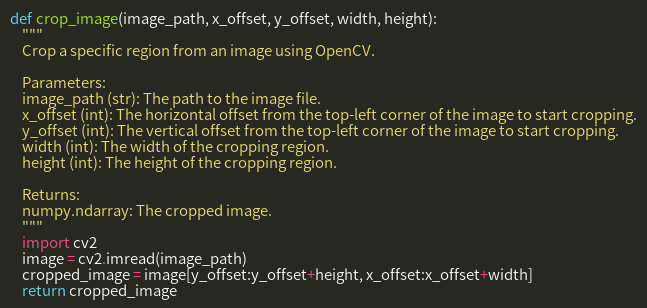 def crop_image(image_path, x_offset, y_offset, width, height):
    """
    Crop a specific region from an image using OpenCV.

    Parameters:
    image_path (str): The path to the image file.
    x_offset (int): The horizontal offset from the top-left corner of the image to start cropping.
    y_offset (int): The vertical offset from the top-left corner of the image to start cropping.
    width (int): The width of the cropping region.
    height (int): The height of the cropping region.

    Returns:
    numpy.ndarray: The cropped image.
    """
    import cv2
    image = cv2.imread(image_path)
    cropped_image = image[y_offset:y_offset+height, x_offset:x_offset+width]
    return cropped_image